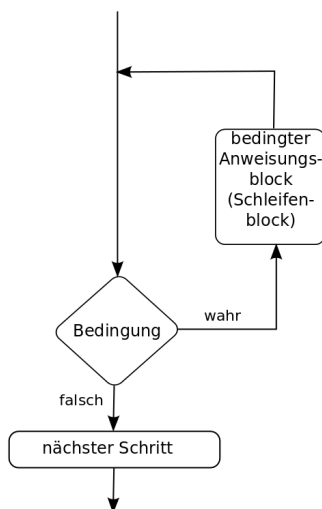 bedingter
Anweisungs-
block
(Schleifen-
block)
wahr
Bedingung
falsch
nächster Schritt